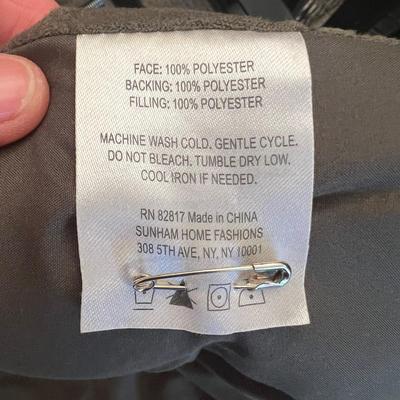 FACE: 100% POLYESTER
BACKING: 100% POLYESTER
FILLING: 100% POLYESTER
MACHINE WASH COLD. GENTLE CYCLE.
DO NOT BLEACH. TUMBLE DRY LOW.
COOL IRON IF NEEDED.
RN 82817 Made in CHINA
SUNHAM HOME FASHIONS
308 5TH AVE, NY, NY 10001